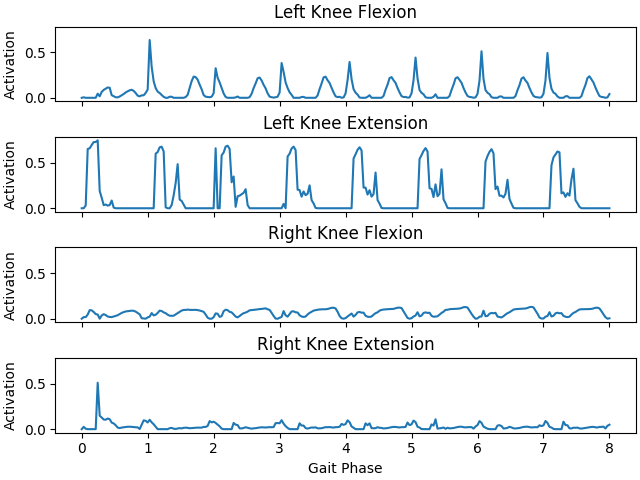 Left Knee Flexion
Activation
0.5
0.0
Left Knee Extension
Activation
0.5
0.0
Right Knee Flexion
Activation
0.5
0.0
Right Knee Extension
Activation
0.5
0.0
0 1 2 3 4 5 6 7 8
Gait Phase